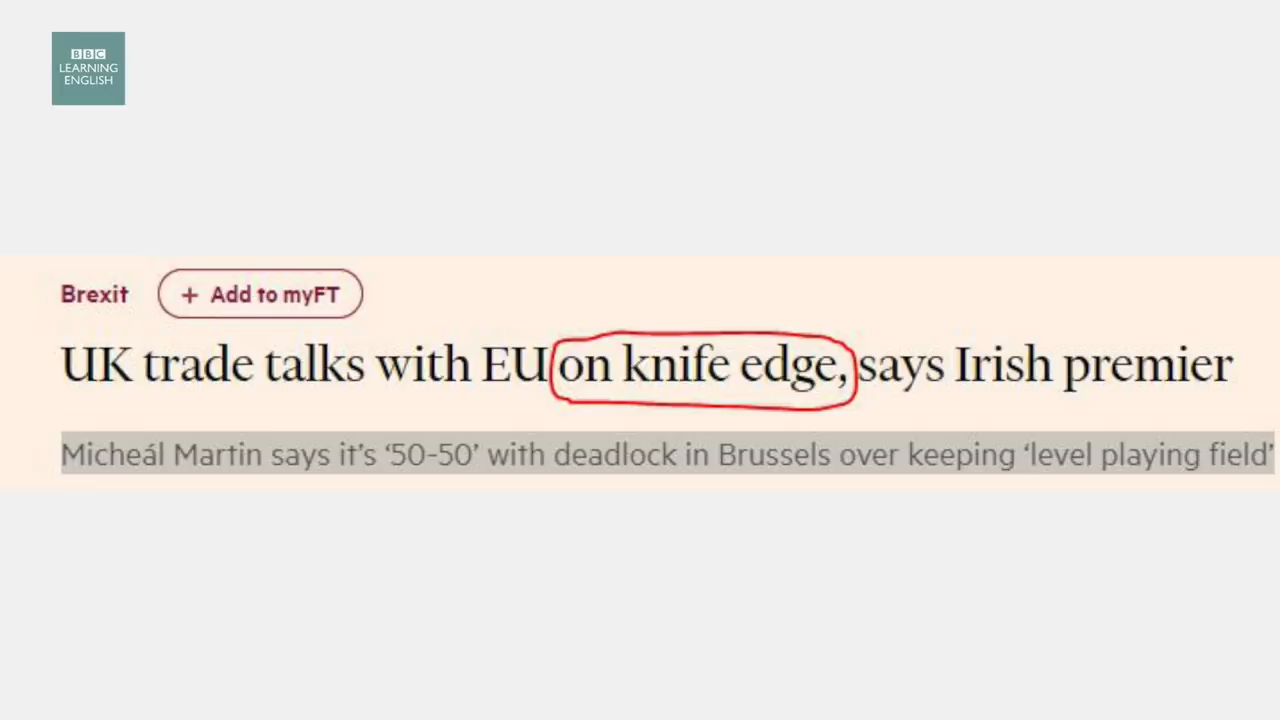 BBC
LEARNING
ENGLISH
Brexit + Add to myFT
UK trade talks with EU on knife edge, says Irish premier
Micheál Martin says it's '50-50' with deadlock in Brussels over keeping 'level playing field'